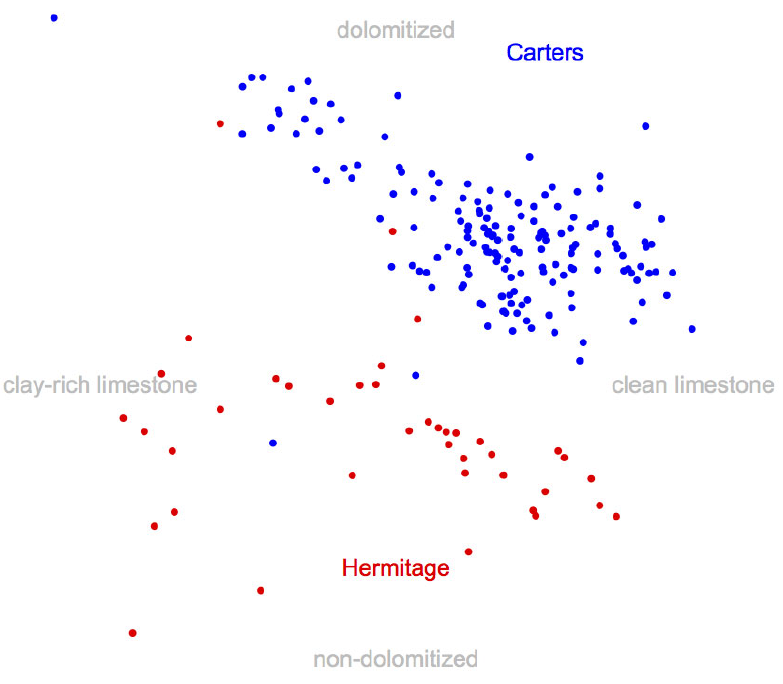 dolomitized
Carters
clay-rich limestone
clean limestone
Hermitage
non-dolomitized